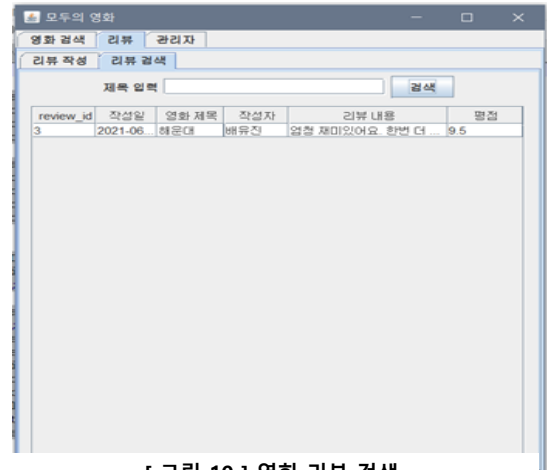 모두의 영화
영화 검색 리뷰 관리자
리뷰 작성 리뷰 검색
제목 입력 검색
review_id 작성일 영화 제목 작성자 리뷰 내용 평점
3 2021-06... 해운대 배유진 엄청 재미있어요. 한번 더 ... 9.5
[ 그림 10 ] 영화 리뷰 검색